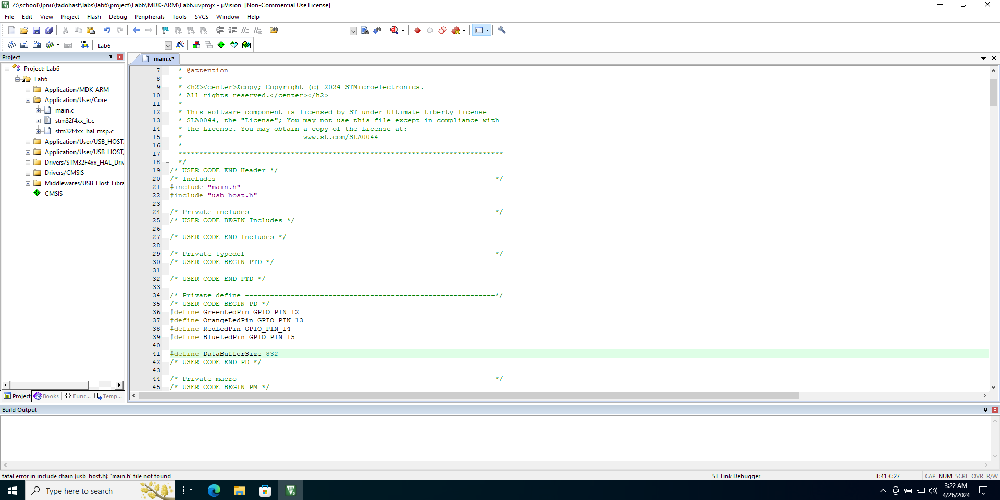 Z:\school\lpnu\tadohast\labs\lab6\project\Lab6\MDK-ARM\Lab6.uvprojx - µVision [Non-Commercial Use License]
File Edit View Project Flash Debug Peripherals Tools SVCS Window Help
LOAD
Lab6
Project
main.c*
Project: Lab6
Lab6
Application/MDK-ARM
Application/User/Core
main.c
stm32f4xx_it.c
stm32f4xx_hal_msp.c
Application/User/USB_HOST,
Application/User/USB_HOST,
Drivers/STM32F4xx_HAL_Driv
Drivers/CMSIS
Middlewares/USB_Host_Libra
CMSIS
Project Books {} Func... Temp...
7 * @attention
8 *
9 * <h2><center>&copy; Copyright (c) 2024 STMicroelectronics.
10 * All rights reserved.</center></h2>
11 *
12 * This software component is licensed by ST under Ultimate Liberty license
13 * SLA0044, the "License"; You may not use this file except in compliance with
14 * the License. You may obtain a copy of the License at:
15 * www.st.com/SLA0044
16 *
17 ******************************************************************************
18 */
19 /* USER CODE END Header */
20 /* Includes ------------------------------------------------------------------*/
21 #include "main.h"
22 #include "usb_host.h"
23
24 /* Private includes ----------------------------------------------------------*/
25 /* USER CODE BEGIN Includes */
26
27 /* USER CODE END Includes */
28
29 /* Private typedef -----------------------------------------------------------*/
30 /* USER CODE BEGIN PTD */
31
32 /* USER CODE END PTD */
33
34 /* Private define ------------------------------------------------------------*/
35 /* USER CODE BEGIN PD */
36 #define GreenLedPin GPIO_PIN_12
37 #define OrangeLedPin GPIO_PIN_13
38 #define RedLedPin GPIO_PIN_14
39 #define BlueLedPin GPIO_PIN_15
40
41 #define DataBufferSize 832
42 /* USER CODE END PD */
43
44 /* Private macro -------------------------------------------------------------*/
45 /* USER CODE BEGIN PM */
Build Output
fatal error in include chain (usb_host.h): 'main.h' file not found
ST-Link Debugger
L:41 C:27
CAP NUM SCRL OVR R/W
Type here to search
3:22 AM
4/26/2024